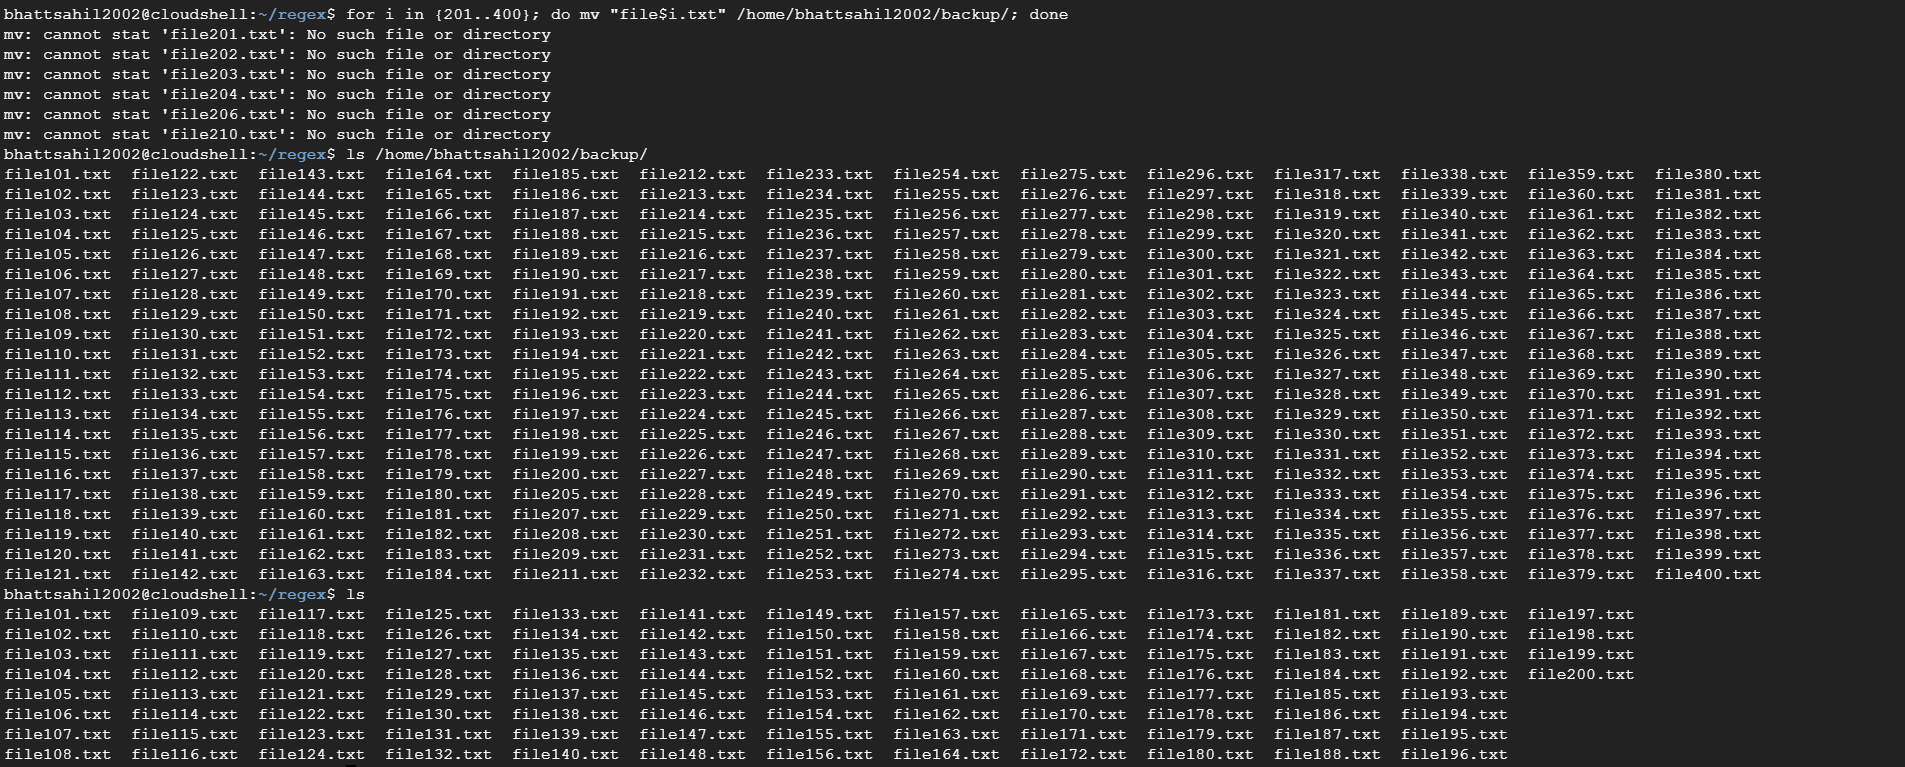 bhattsahil2002@cloudshell:~/regex$ for i in {201..400}; do mv "file$i.txt" /home/bhattsahil2002/backup/; done
mv: cannot stat 'file201.txt': No such file or directory
mv: cannot stat 'file202.txt': No such file or directory
mv: cannot stat 'file203.txt': No such file or directory
mv: cannot stat 'file204.txt': No such file or directory
mv: cannot stat 'file206.txt': No such file or directory
mv: cannot stat 'file210.txt': No such file or directory
bhattsahil2002@cloudshell:~/regex$ ls /home/bhattsahil2002/backup/
file101.txt file122.txt file143.txt file164.txt file185.txt file212.txt file233.txt file254.txt file275.txt file296.txt file317.txt file338.txt file359.txt file380.txt
file102.txt file123.txt file144.txt file165.txt file186.txt file213.txt file234.txt file255.txt file276.txt file297.txt file318.txt file339.txt file360.txt file381.txt
file103.txt file124.txt file145.txt file166.txt file187.txt file214.txt file235.txt file256.txt file277.txt file298.txt file319.txt file340.txt file361.txt file382.txt
file104.txt file125.txt file146.txt file167.txt file188.txt file215.txt file236.txt file257.txt file278.txt file299.txt file320.txt file341.txt file362.txt file383.txt
file105.txt file126.txt file147.txt file168.txt file189.txt file216.txt file237.txt file258.txt file279.txt file300.txt file321.txt file342.txt file363.txt file384.txt
file106.txt file127.txt file148.txt file169.txt file190.txt file217.txt file238.txt file259.txt file280.txt file301.txt file322.txt file343.txt file364.txt file385.txt
file107.txt file128.txt file149.txt file170.txt file191.txt file218.txt file239.txt file260.txt file281.txt file302.txt file323.txt file344.txt file365.txt file386.txt
file108.txt file129.txt file150.txt file171.txt file192.txt file219.txt file240.txt file261.txt file282.txt file303.txt file324.txt file345.txt file366.txt file387.txt
file109.txt file130.txt file151.txt file172.txt file193.txt file220.txt file241.txt file262.txt file283.txt file304.txt file325.txt file346.txt file367.txt file388.txt
file110.txt file131.txt file152.txt file173.txt file194.txt file221.txt file242.txt file263.txt file284.txt file305.txt file326.txt file347.txt file368.txt file389.txt
file111.txt file132.txt file153.txt file174.txt file195.txt file222.txt file243.txt file264.txt file285.txt file306.txt file327.txt file348.txt file369.txt file390.txt
file112.txt file133.txt file154.txt file175.txt file196.txt file223.txt file244.txt file265.txt file286.txt file307.txt file328.txt file349.txt file370.txt file391.txt
file113.txt file134.txt file155.txt file176.txt file197.txt file224.txt file245.txt file266.txt file287.txt file308.txt file329.txt file350.txt file371.txt file392.txt
file114.txt file135.txt file156.txt file177.txt file198.txt file225.txt file246.txt file267.txt file288.txt file309.txt file330.txt file351.txt file372.txt file393.txt
file115.txt file136.txt file157.txt file178.txt file199.txt file226.txt file247.txt file268.txt file289.txt file310.txt file331.txt file352.txt file373.txt file394.txt
file116.txt file137.txt file158.txt file179.txt file200.txt file227.txt file248.txt file269.txt file290.txt file311.txt file332.txt file353.txt file374.txt file395.txt
file117.txt file138.txt file159.txt file180.txt file205.txt file228.txt file249.txt file270.txt file291.txt file312.txt file333.txt file354.txt file375.txt file396.txt
file118.txt file139.txt file160.txt file181.txt file207.txt file229.txt file250.txt file271.txt file292.txt file313.txt file334.txt file355.txt file376.txt file397.txt
file119.txt file140.txt file161.txt file182.txt file208.txt file230.txt file251.txt file272.txt file293.txt file314.txt file335.txt file356.txt file377.txt file398.txt
file120.txt file141.txt file162.txt file183.txt file209.txt file231.txt file252.txt file273.txt file294.txt file315.txt file336.txt file357.txt file378.txt file399.txt
file121.txt file142.txt file163.txt file184.txt file211.txt file232.txt file253.txt file274.txt file295.txt file316.txt file337.txt file358.txt file379.txt file400.txt
bhattsahil2002@cloudshell:~/regex$ ls
file101.txt file109.txt file117.txt file125.txt file133.txt file141.txt file149.txt file157.txt file165.txt file173.txt file181.txt file189.txt file197.txt
file102.txt file110.txt file118.txt file126.txt file134.txt file142.txt file150.txt file158.txt file166.txt file174.txt file182.txt file190.txt file198.txt
file103.txt file111.txt file119.txt file127.txt file135.txt file143.txt file151.txt file159.txt file167.txt file175.txt file183.txt file191.txt file199.txt
file104.txt file112.txt file120.txt file128.txt file136.txt file144.txt file152.txt file160.txt file168.txt file176.txt file184.txt file192.txt file200.txt
file105.txt file113.txt file121.txt file129.txt file137.txt file145.txt file153.txt file161.txt file169.txt file177.txt file185.txt file193.txt
file106.txt file114.txt file122.txt file130.txt file138.txt file146.txt file154.txt file162.txt file170.txt file178.txt file186.txt file194.txt
file107.txt file115.txt file123.txt file131.txt file139.txt file147.txt file155.txt file163.txt file171.txt file179.txt file187.txt file195.txt
file108.txt file116.txt file124.txt file132.txt file140.txt file148.txt file156.txt file164.txt file172.txt file180.txt file188.txt file196.txt